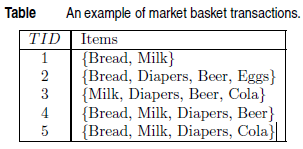 Table An example of market basket transactions.
TID Items
1 {Bread, Milk}
2 {Bread, Diapers, Beer, Eggs}
3 {Milk, Diapers, Beer, Cola}
4 {Bread, Milk, Diapers, Beer}
5 {Bread, Milk, Diapers, Cola}